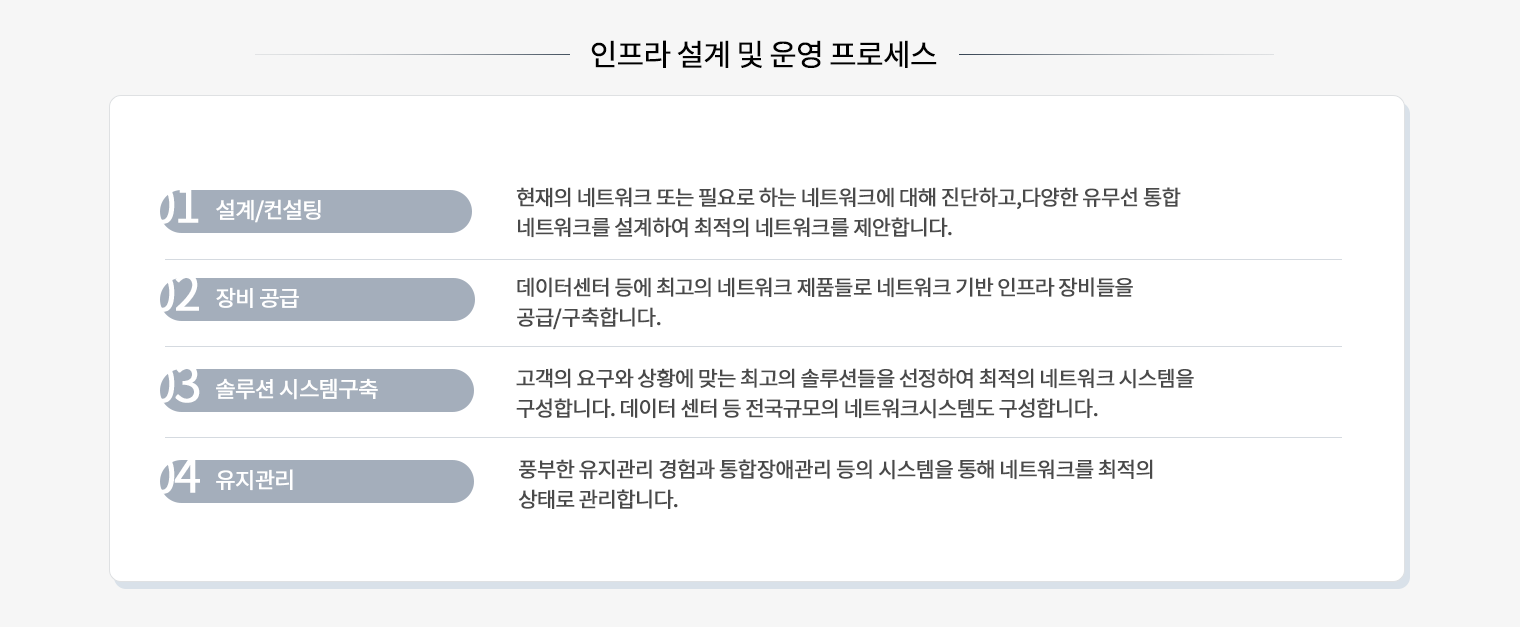 인프라 설계 및 운영 프로세스
01 설계/컨설팅
현재의 네트워크 또는 필요로 하는 네트워크에 대해 진단하고,다양한 유무선 통합
네트워크를 설계하여 최적의 네트워크를 제안합니다.
02 장비 공급
데이터센터 등에 최고의 네트워크 제품들로 네트워크 기반 인프라 장비들을
공급/구축합니다.
03 솔루션 시스템구축
고객의 요구와 상황에 맞는 최고의 솔루션들을 선정하여 최적의 네트워크 시스템을
구성합니다. 데이터 센터 등 전국규모의 네트워크시스템도 구성합니다.
04 유지관리
풍부한 유지관리 경험과 통합장애관리 등의 시스템을 통해 네트워크를 최적의
상태로 관리합니다.